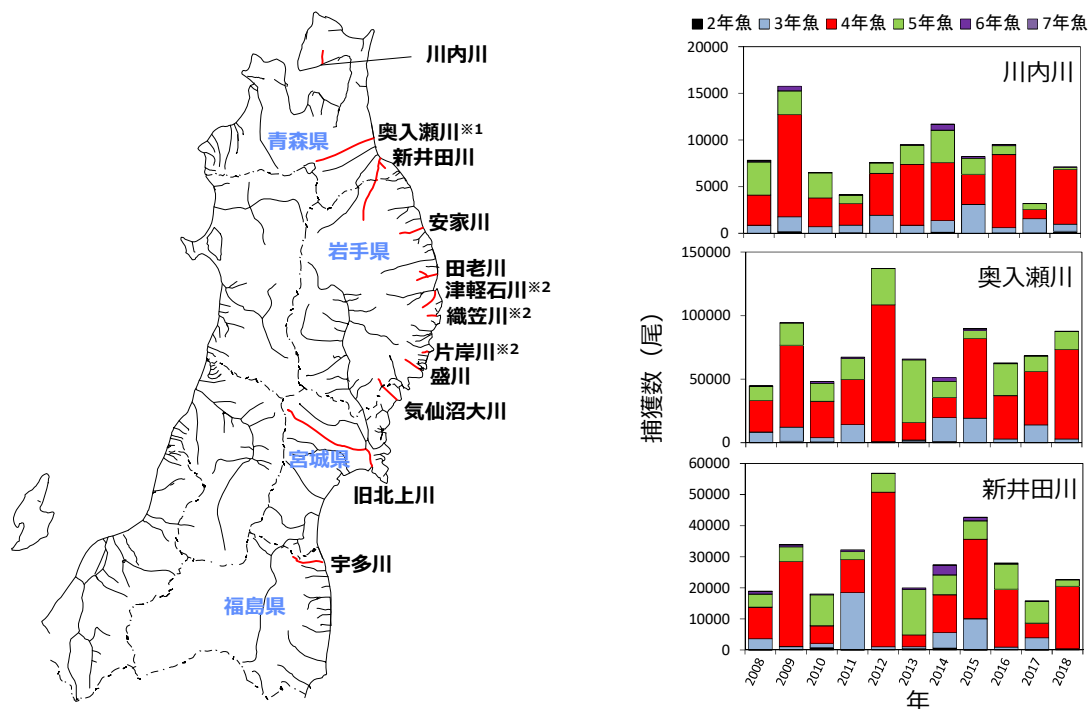 川内川
青森県
奥入瀬川※1
新井田川
安家川
岩手県
田老川
津軽石川※2
織笠川※2
片岸川※2
盛川
気仙沼大川
宮城県
旧北上川
宇多川
福島県
2年魚 3年魚 4年魚 5年魚 6年魚 7年魚
捕獲数（尾）
川内川
20000
15000
10000
5000
0
奥入瀬川
150000
100000
50000
0
新井田川
60000
50000
40000
30000
20000
10000
0
2008 2009 2010 2011 2012 2013 2014 2015 2016 2017 2018
年